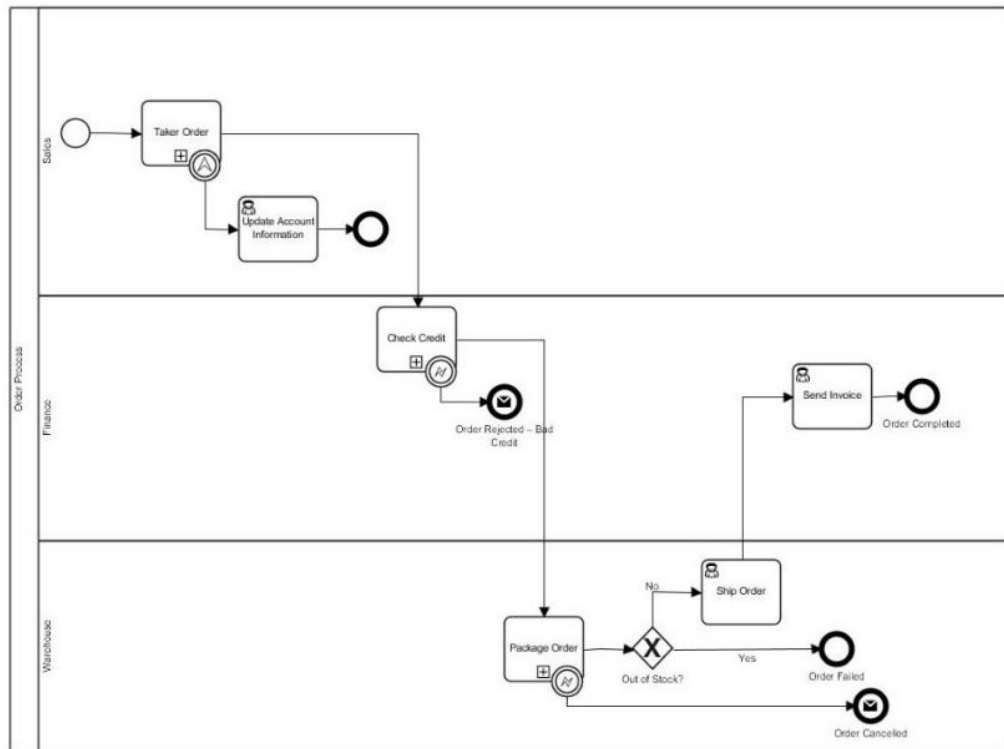 Order Process
Sales
Taker Order
Update Account
Information
Finance
Check Credit
Order Rejected – Bad
Credit
Send Invoice
Order Completed
Warehouse
Package Order
Out of Stock?
No
Yes
Ship Order
Order Failed
Order Cancelled